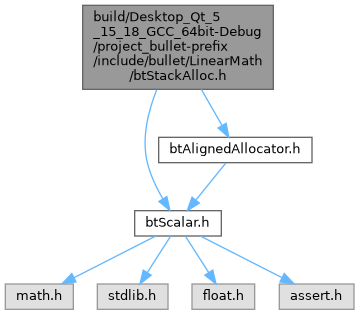 build/Desktop_Qt_5
_15_18_GCC_64bit-Debug
/project_bullet-prefix
/include/bullet/LinearMath
/btStackAlloc.h
btAlignedAllocator.h
btScalar.h
math.h
stdlib.h
float.h
assert.h